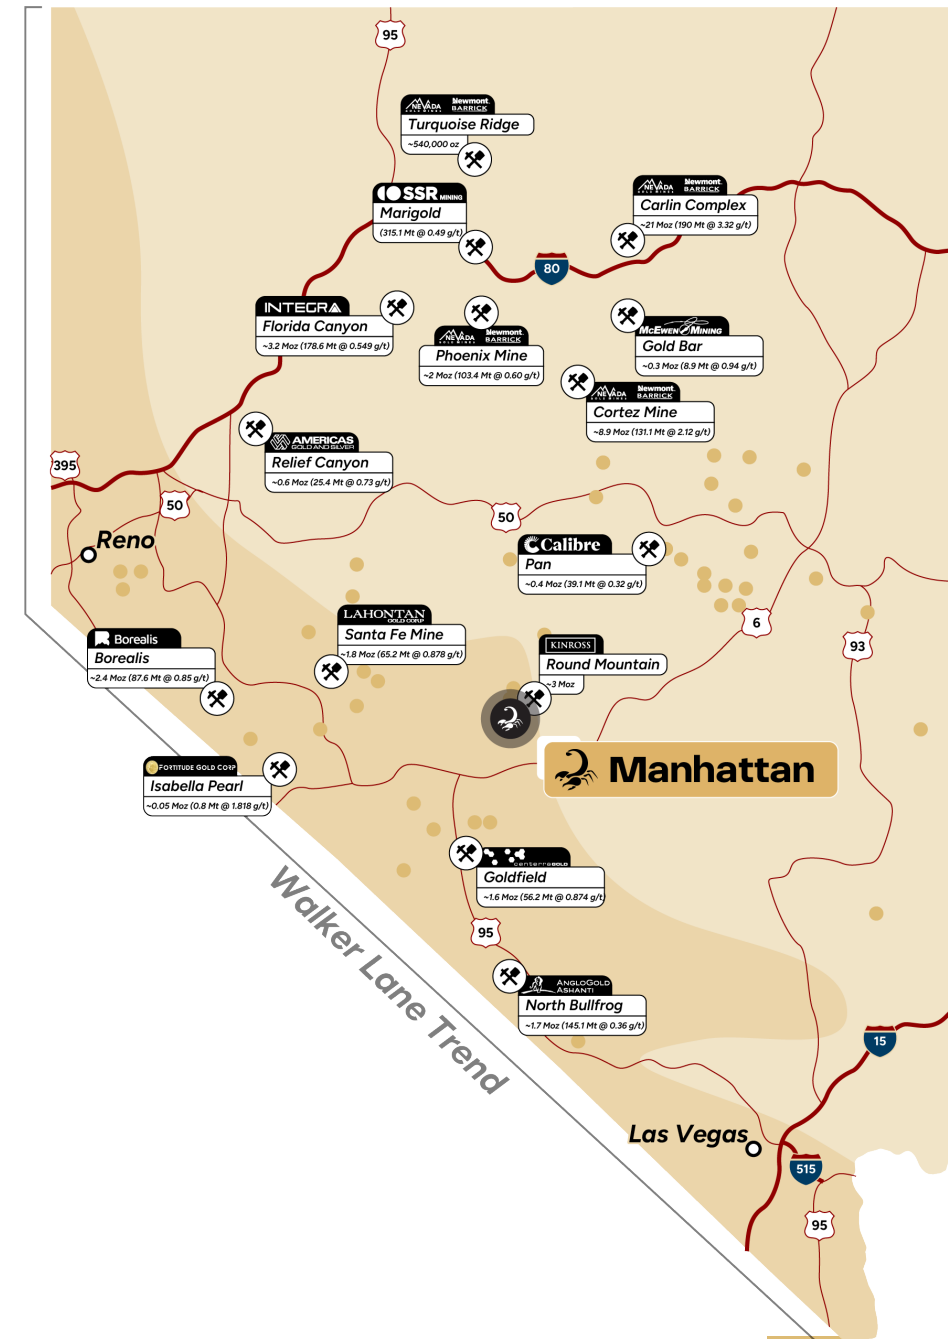 95
NEVADA
GOLD MINES
Newmont.
BARRICK
Turquoise Ridge
~540,000 oz
SSR MINING
Marigold
(315.1 Mt @ 0.49 g/t)
NEVADA
GOLD MINES
Newmont.
BARRICK
Carlin Complex
~21 Moz (190 Mt @ 3.32 g/t)
80
INTEGRA
Florida Canyon
~3.2 Moz (178.6 Mt @ 0.549 g/t)
NEVADA
GOLD MINES
Newmont.
BARRICK
Phoenix Mine
~2 Moz (103.4 Mt @ 0.60 g/t)
McEWEN MINING
Gold Bar
~0.3 Moz (8.9 Mt @ 0.94 g/t)
NEVADA
GOLD MINES
Newmont.
BARRICK
Cortez Mine
~8.9 Moz (131.1 Mt @ 2.12 g/t)
AMERICAS
GOLD AND SILVER
Relief Canyon
~0.6 Moz (25.4 Mt @ 0.73 g/t)
395
50
50
Reno
Calibre
Pan
~0.4 Moz (39.1 Mt @ 0.32 g/t)
LAHONTAN
GOLD CORP
Santa Fe Mine
~1.8 Moz (65.2 Mt @ 0.878 g/t)
6
93
Borealis
Borealis
~2.4 Moz (87.6 Mt @ 0.85 g/t)
KINROSS
Round Mountain
~3 Moz
Manhattan
FORTITUDE GOLD CORP
Isabella Pearl
~0.05 Moz (0.8 Mt @ 1.818 g/t)
centerraGOLD
Goldfield
~1.6 Moz (56.2 Mt @ 0.874 g/t)
95
Walker Lane Trend
ANGLOGOLD
ASHANTI
North Bullfrog
~1.7 Moz (145.1 Mt @ 0.36 g/t)
15
Las Vegas
515
95